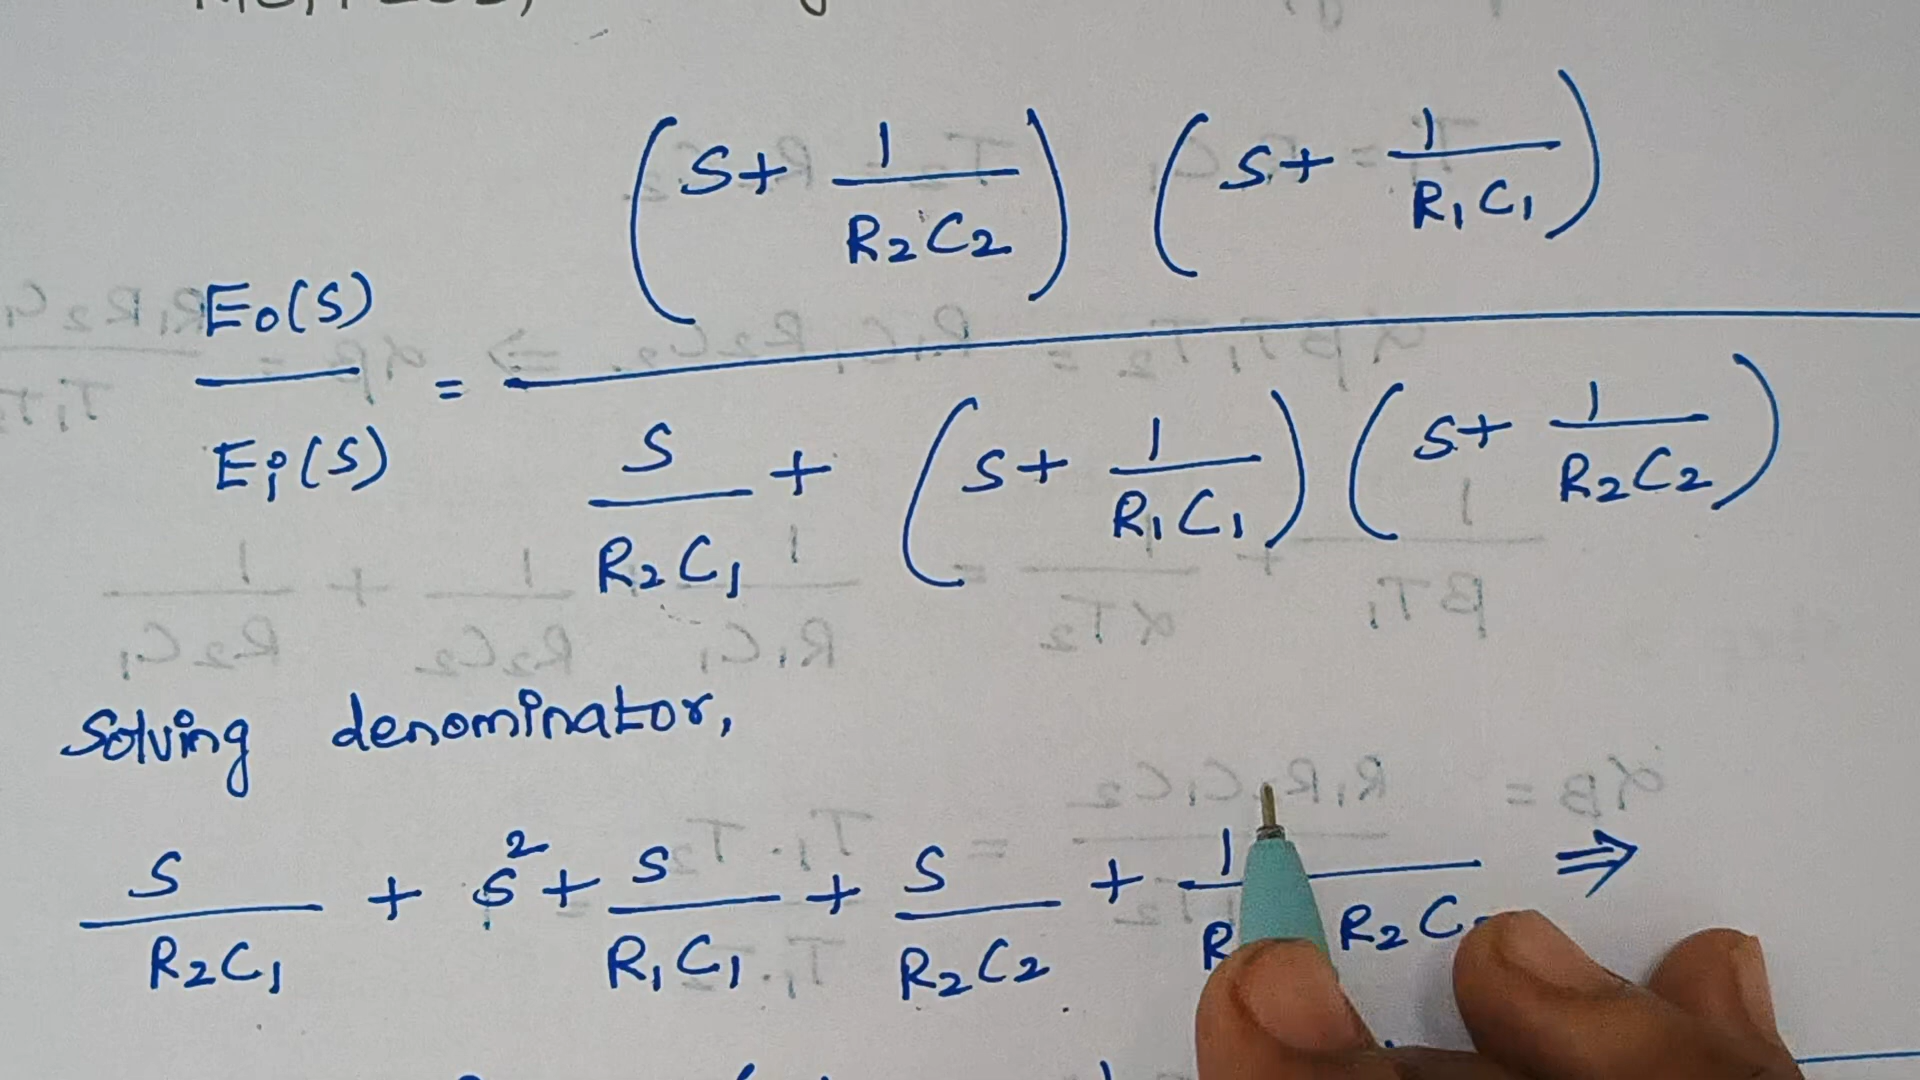 (S + 1/R₂C₂) (S + 1/R₁C₁)
E₀(S)/Eᵢ(S) =
S/R₂C₁ + (S + 1/R₁C₁) (S + 1/R₂C₂)
Solving denominator,
S/R₂C₁ + S² + S/R₁C₁ + S/R₂C₂ + 1/R R₂C ⇒